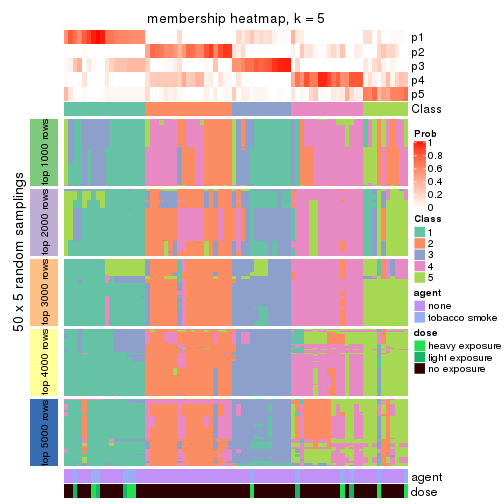 membership heatmap, k = 5
p1
p2
p3
p4
p5
Class
50 x 5 random samplings
top 1000 rows
top 2000 rows
top 3000 rows
top 4000 rows
top 5000 rows
agent
dose
Prob
1
0.8
0.6
0.4
0.2
0
Class
1
2
3
4
5
agent
none
tobacco smoke
dose
heavy exposure
light exposure
no exposure